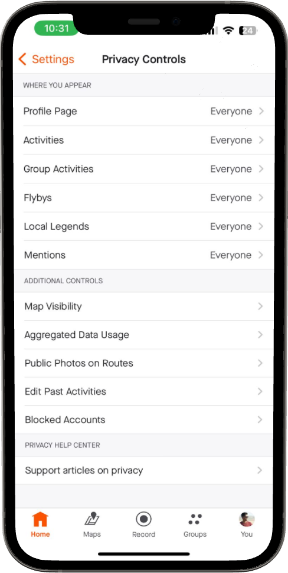 10:31
24
Settings
Privacy Controls
WHERE YOU APPEAR
Profile Page Everyone
Activities Everyone
Group Activities Everyone
Flybys Everyone
Local Legends Everyone
Mentions Everyone
ADDITIONAL CONTROLS
Map Visibility
Aggregated Data Usage
Public Photos on Routes
Edit Past Activities
Blocked Accounts
PRIVACY HELP CENTER
Support articles on privacy
Home Maps Record Groups You